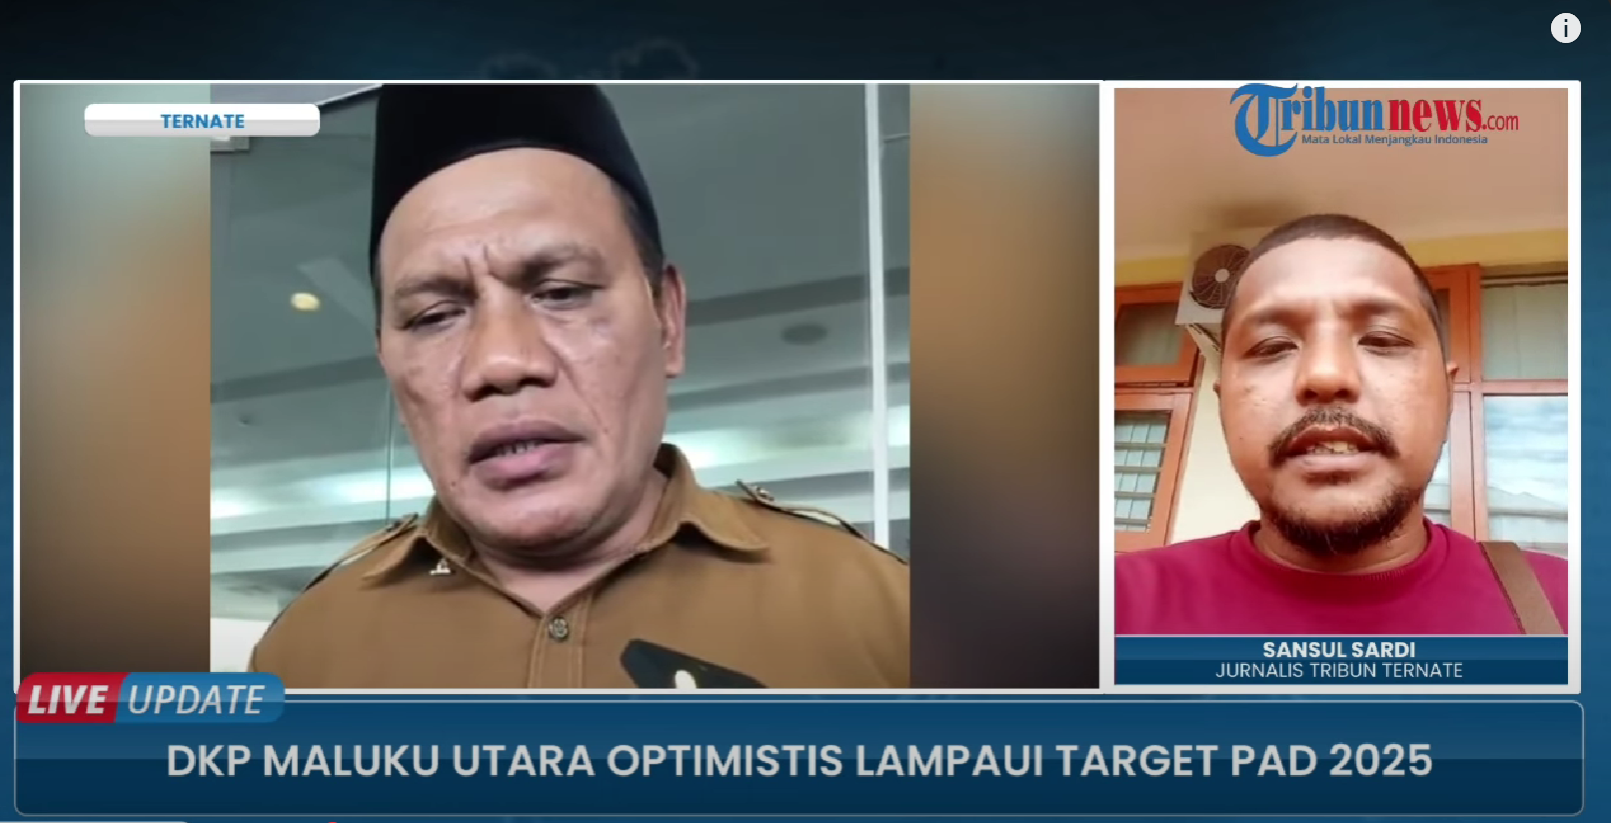 TERNATE
Tribunnews.com
Mata Lokal Menjangkau Indonesia
SANSUL SARDI
JURNALIS TRIBUN TERNATE
LIVE UPDATE
DKP MALUKU UTARA OPTIMISTIS LAMPAUI TARGET PAD 2025